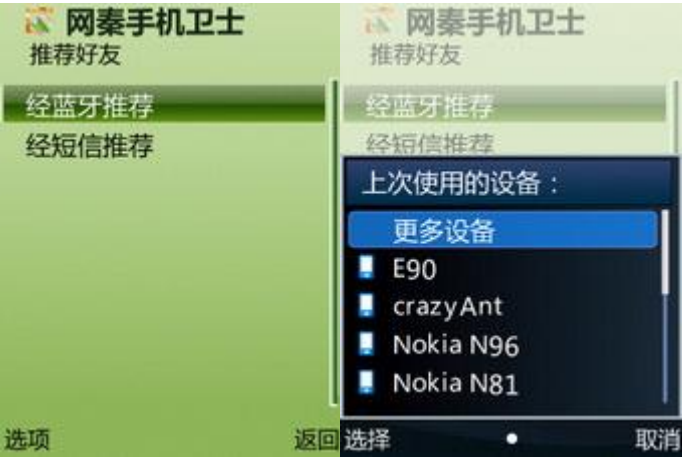 网秦手机卫士
推荐好友
经蓝牙推荐
经短信推荐
选项
返回
网秦手机卫士
推荐好友
经蓝牙推荐
经短信推荐
上次使用的设备：
更多设备
E90
crazyAnt
Nokia N96
Nokia N81
选择
取消